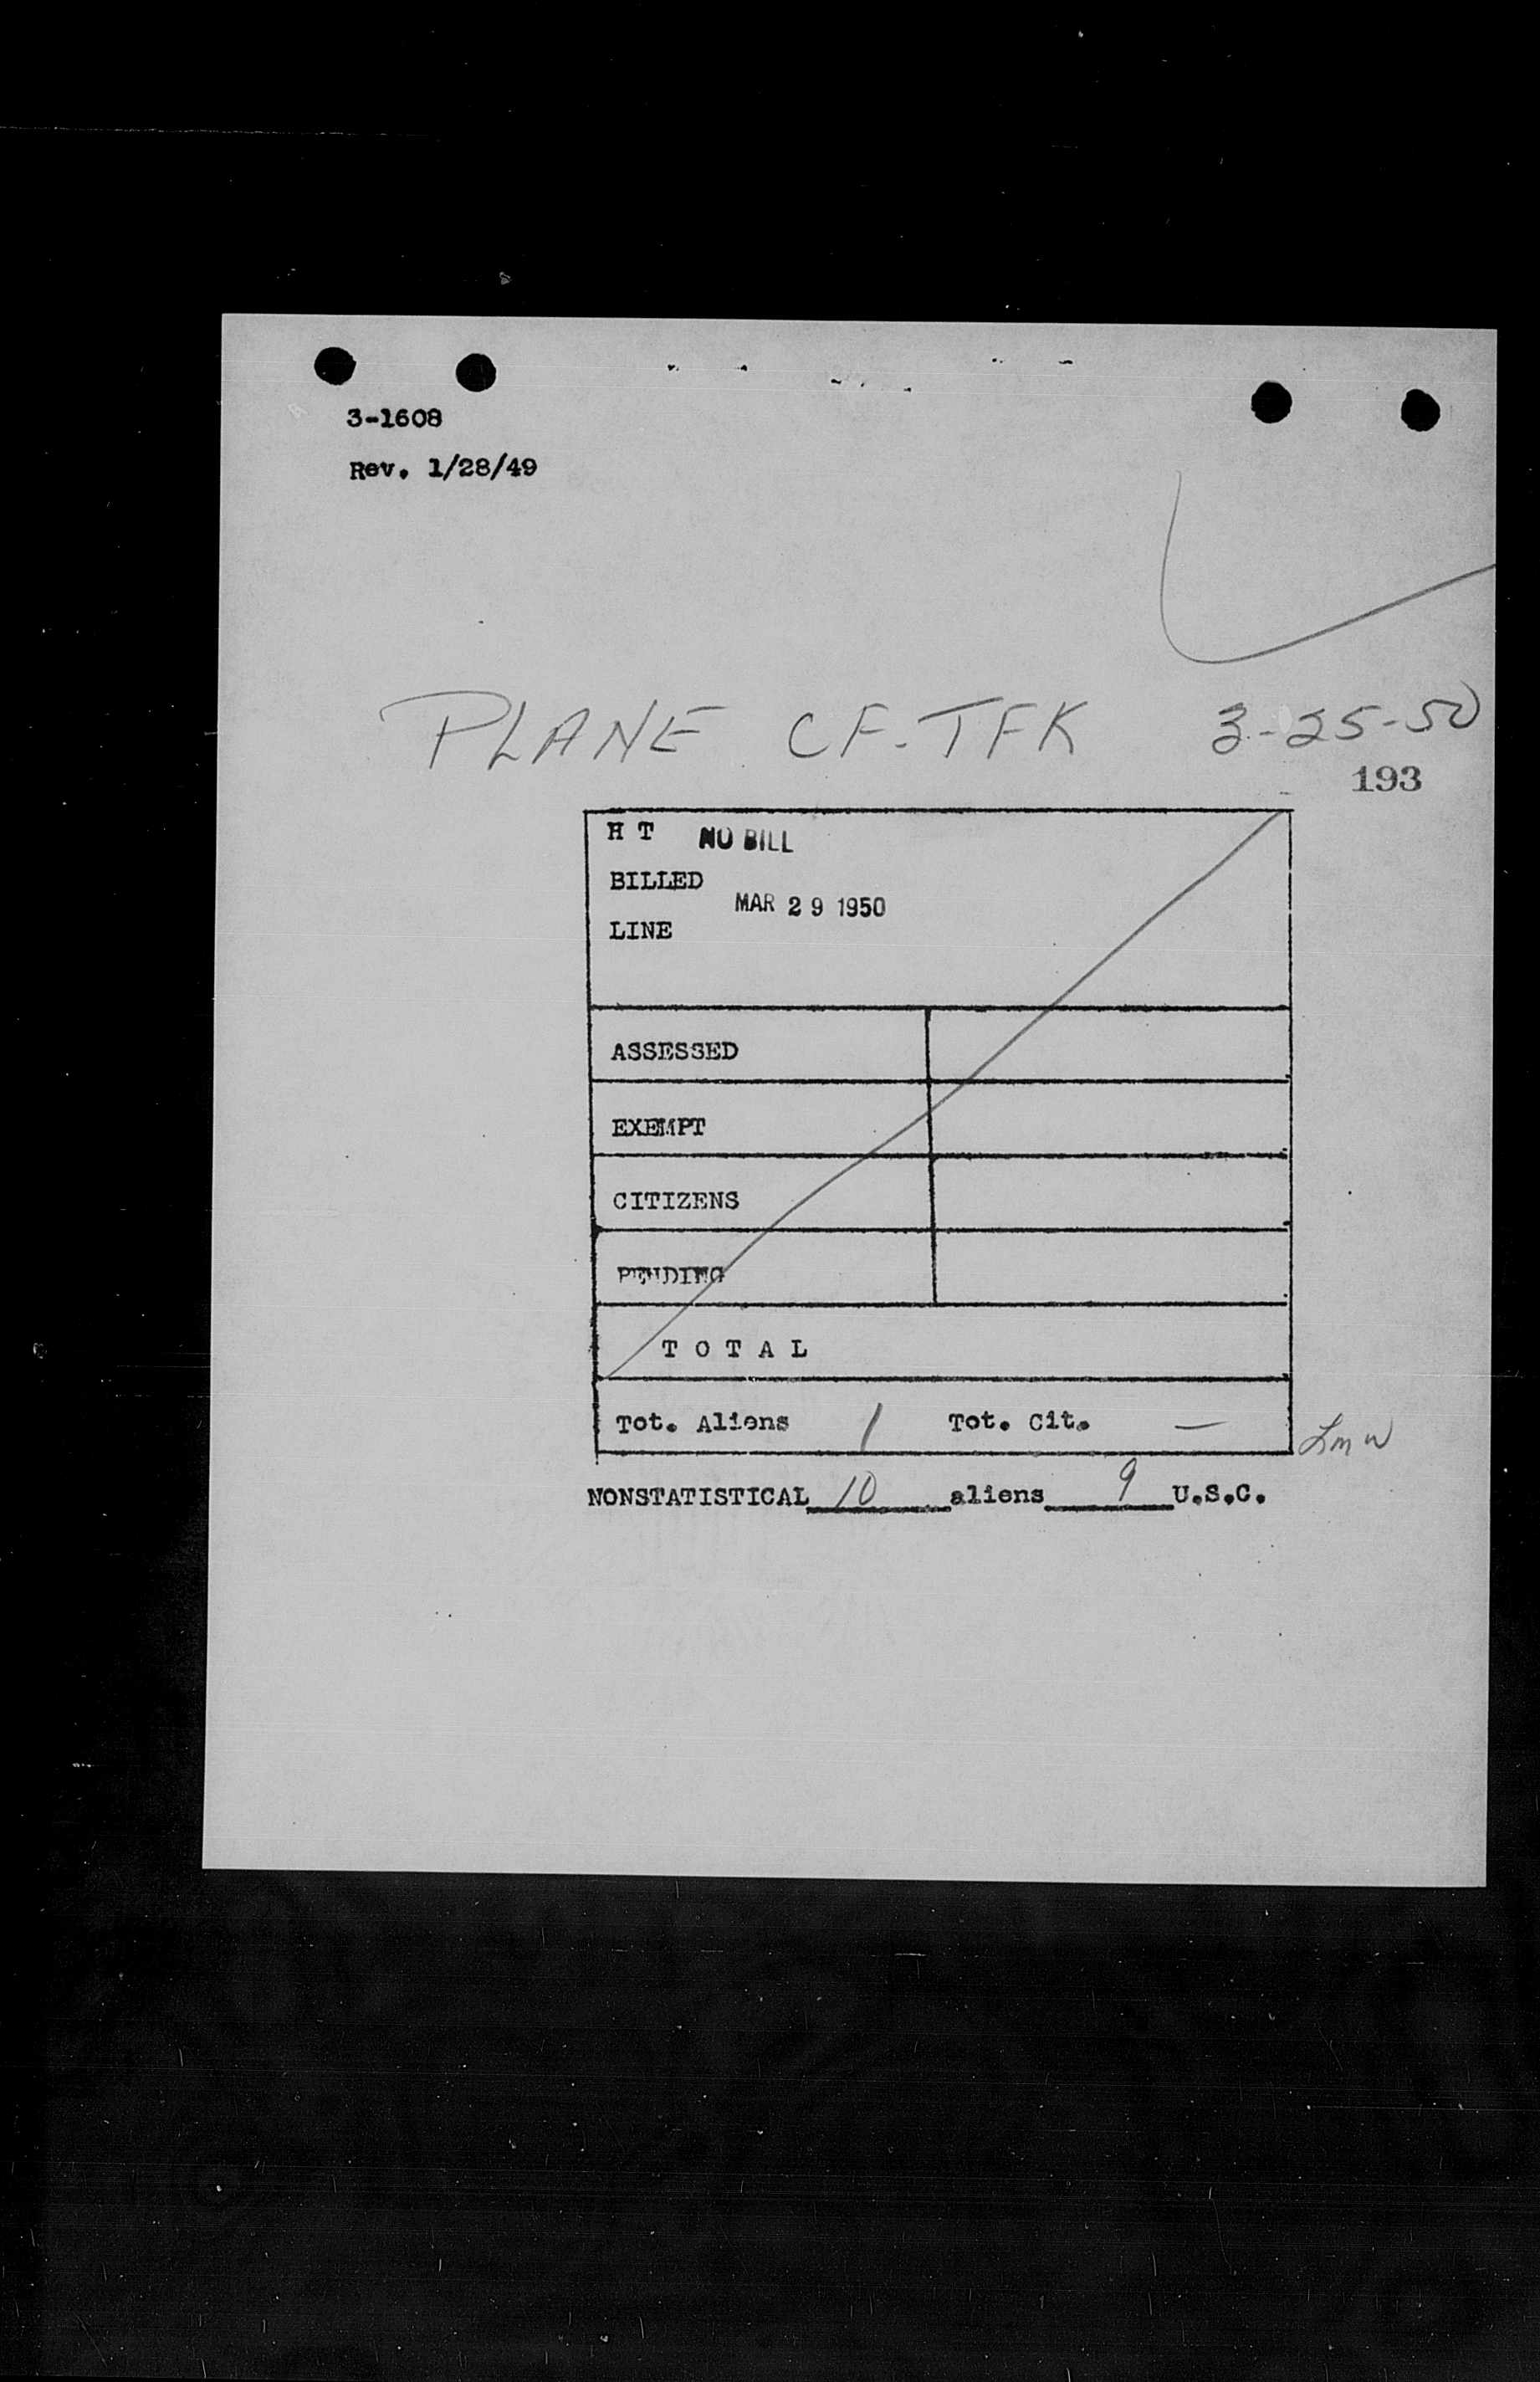 3-1608
Rev. 1/28/49
PLANE CF-TFK 3-25-50
193
H T NO BILL
BILLED
MAR 29 1950
LINE
ASSESSED
EXEMPT
CITIZENS
PENDING
T O T A L
Tot. Aliens 1 Tot. Cit. —
Lmw
NONSTATISTICAL 10 aliens 9 U.S.C.